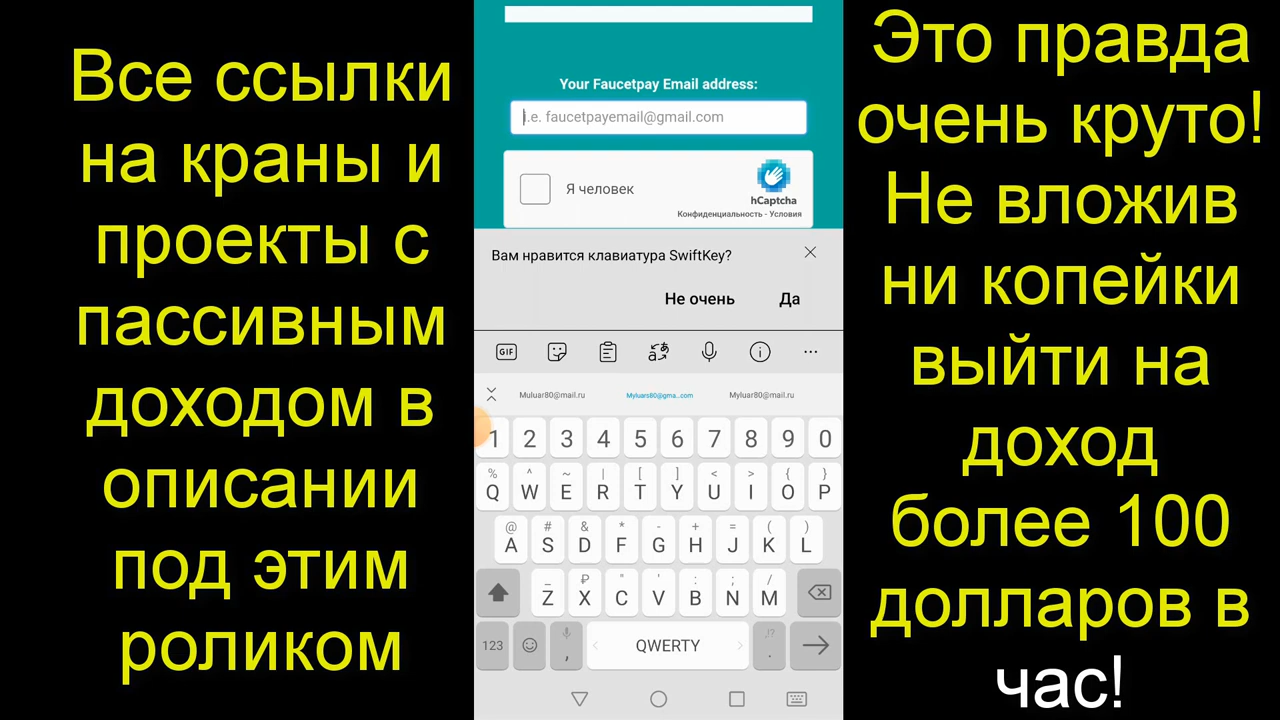 Все ссылки
на краны и
проекты с
пассивным
доходом в
описании
под этим
роликом
Your Faucetpay Email address:
i.e. faucetpayemail@gmail.com
Я человек
hCaptcha
Конфиденциальность - Условия
Вам нравится клавиатура SwiftKey?
Не очень Да
GIF
Muluar80@mail.ru Myluars80@gma...com Myluar80@mail.ru
1 2 3 4 5 6 7 8 9 0
% ^ ~ | [ ] < > { }
Q W E R T Y U I O P
@ # & * - + = ( )
A S D F G H J K L
_ ₽ " ' : ; /
Z X C V B N M
123 , QWERTY ,!? .
Это правда
очень круто!
Не вложив
ни копейки
выйти на
доход
более 100
долларов в
час!